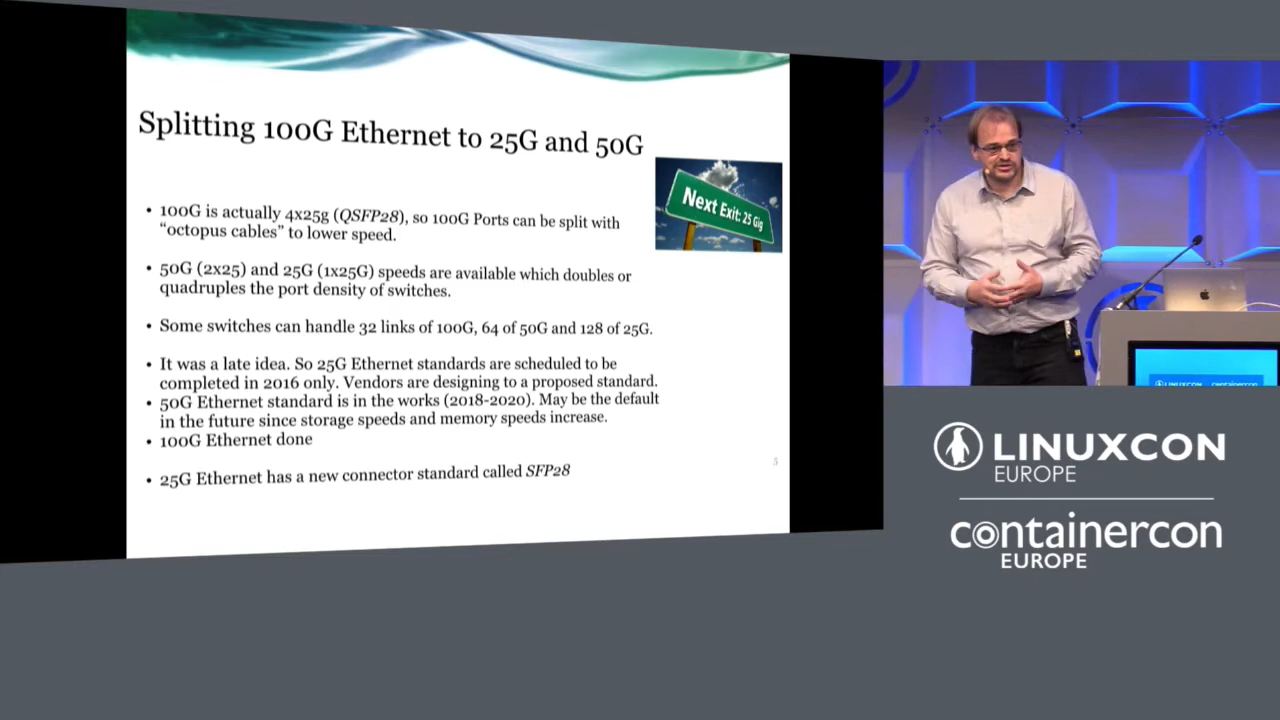 Splitting 100G Ethernet to 25G and 50G
Next Exit: 25 Gig
• 100G is actually 4x25g (QSFP28), so 100G Ports can be split with
“octopus cables” to lower speed.
• 50G (2x25) and 25G (1x25G) speeds are available which doubles or
quadruples the port density of switches.
• Some switches can handle 32 links of 100G, 64 of 50G and 128 of 25G.
• It was a late idea. So 25G Ethernet standards are scheduled to be
completed in 2016 only. Vendors are designing to a proposed standard.
• 50G Ethernet standard is in the works (2018-2020). May be the default
in the future since storage speeds and memory speeds increase.
• 100G Ethernet done
• 25G Ethernet has a new connector standard called SFP28
5
LINUXCON containercon
LINUXCON
EUROPE
containercon
EUROPE